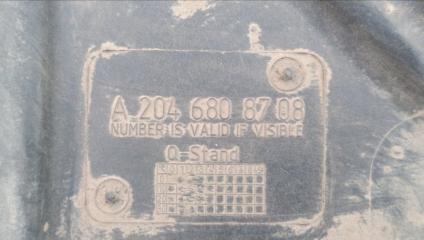 A 204 680 87 08
NUMBER IS VALID IF VISIBLE
Q-Stand